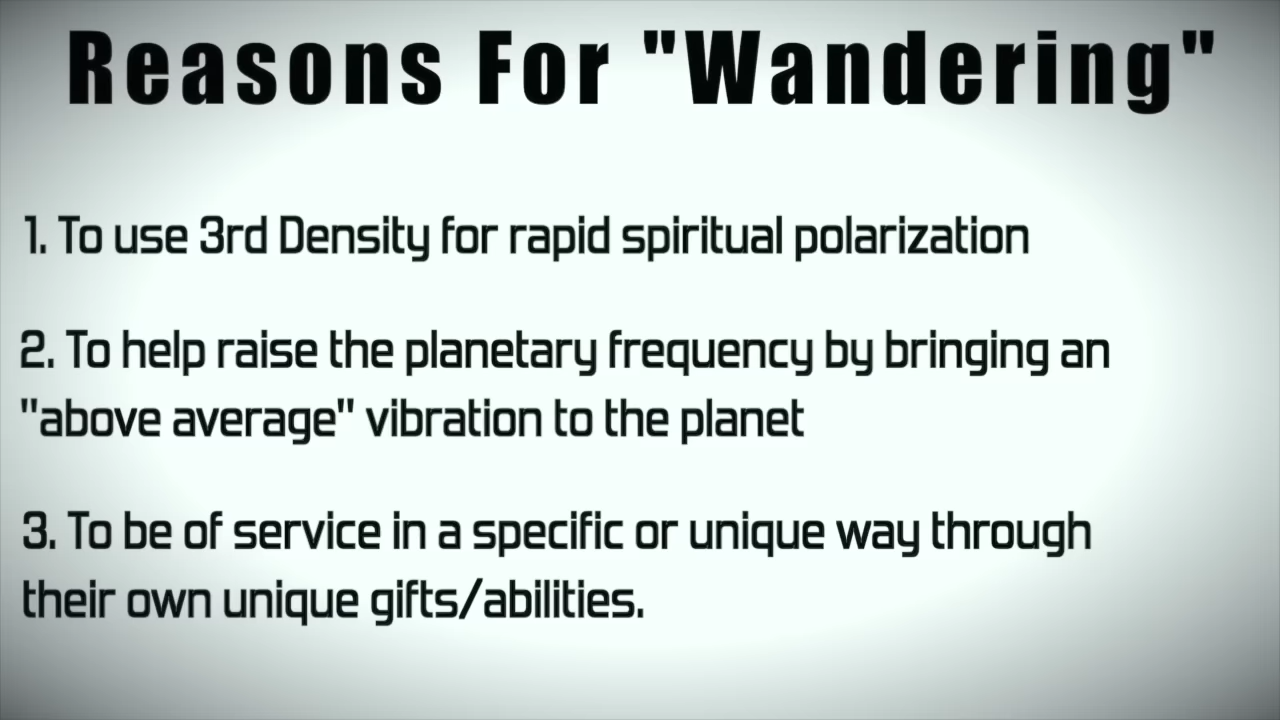 Reasons For "Wandering"
1. To use 3rd Density for rapid spiritual polarization
2. To help raise the planetary frequency by bringing an
"above average" vibration to the planet
3. To be of service in a specific or unique way through
their own unique gifts/abilities.